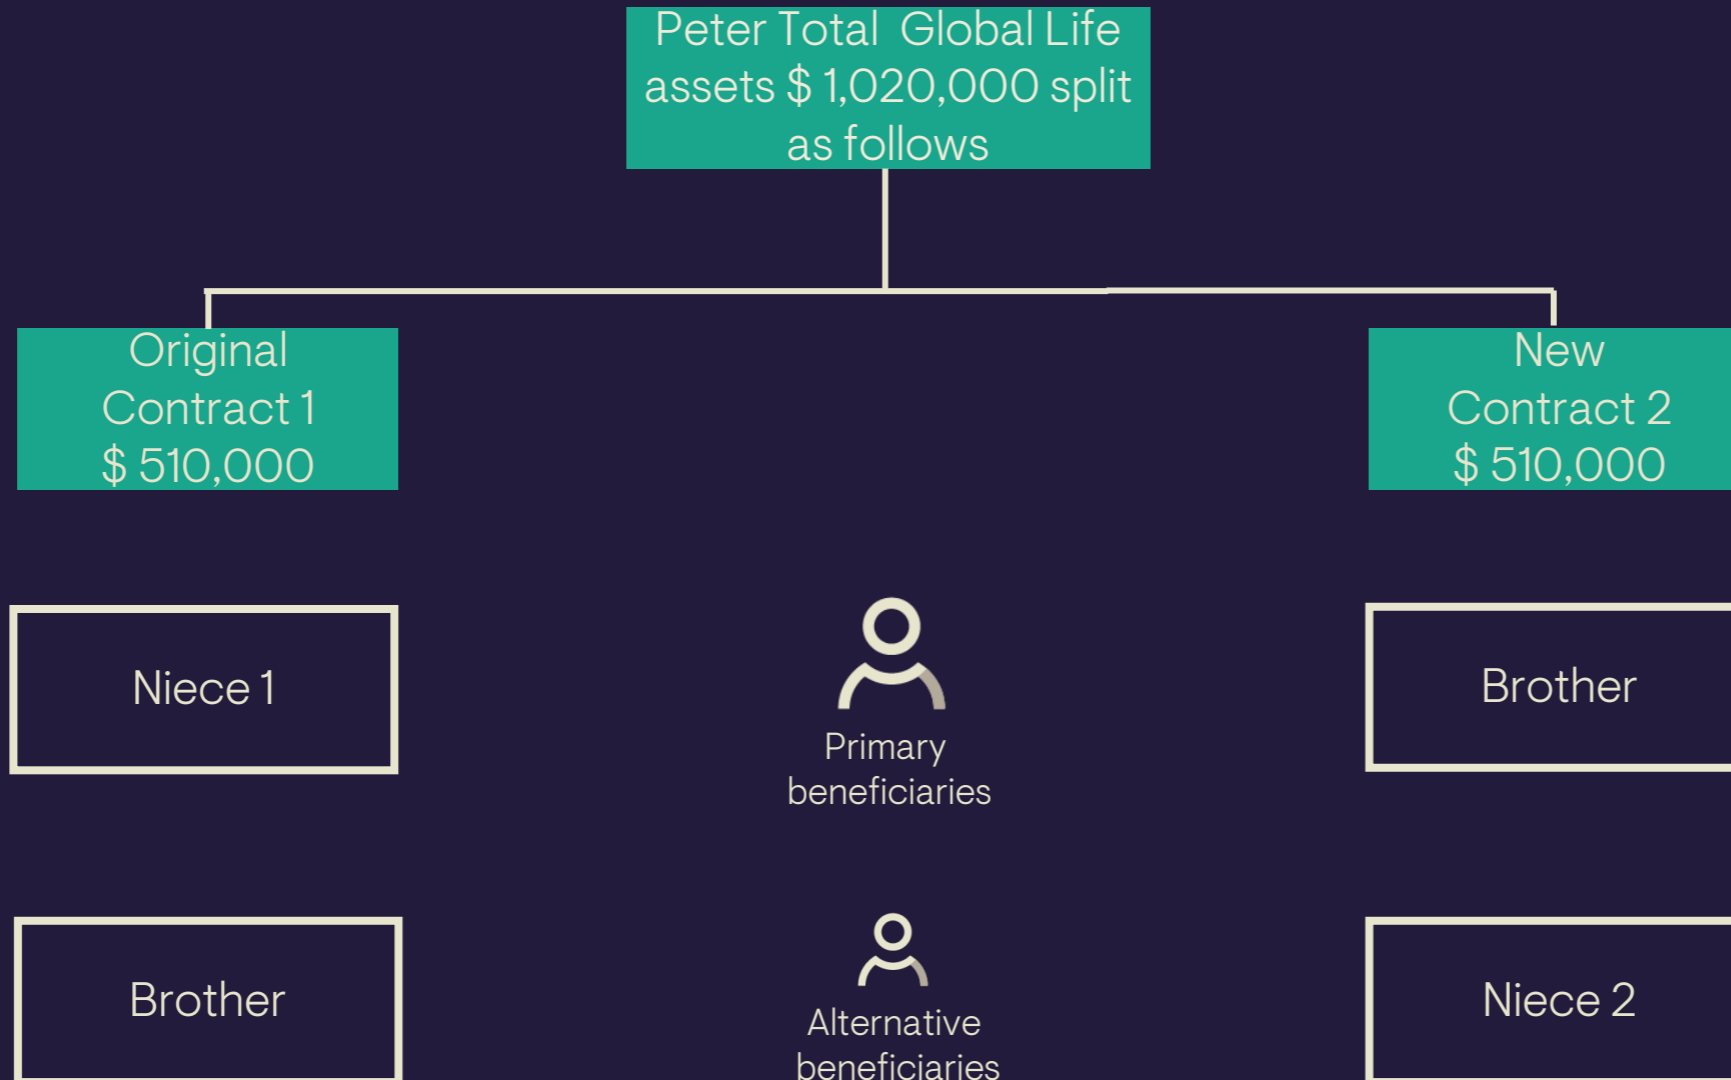 Peter Total Global Life
assets $ 1,020,000 split
as follows
Original
Contract 1
$ 510,000
New
Contract 2
$ 510,000
Niece 1
Primary
beneficiaries
Brother
Brother
Alternative
beneficiaries
Niece 2